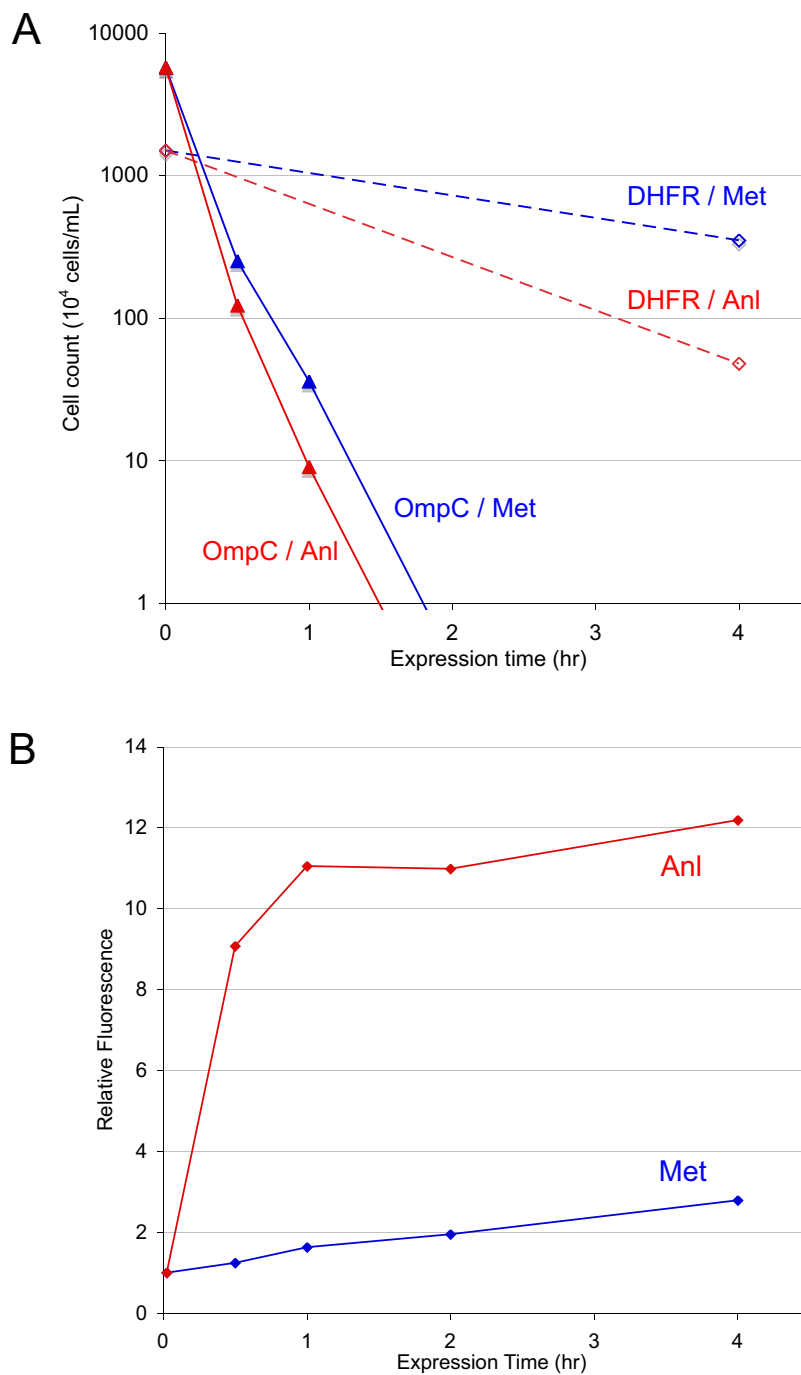 A
10000
1000
100
10
1
Cell count (10⁴ cells/mL)
DHFR / Met
DHFR / Anl
OmpC / Met
OmpC / Anl
0 1 2 3 4
Expression time (hr)
B
14
12
10
8
6
4
2
0
Relative Fluorescence
Anl
Met
0 1 2 3 4
Expression Time (hr)